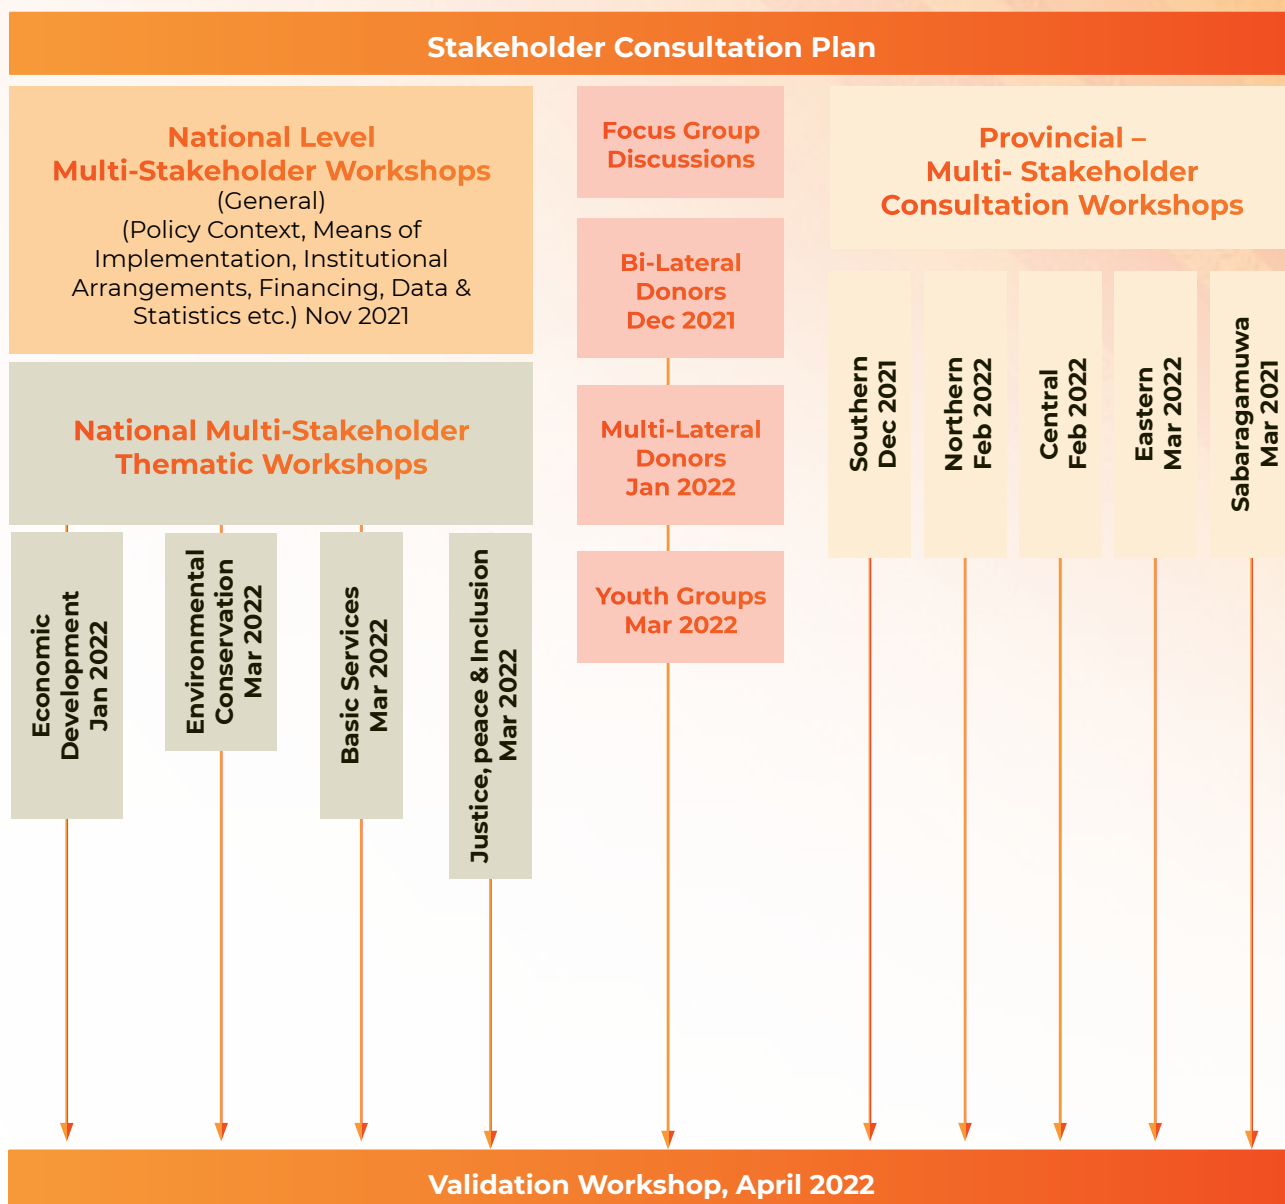 Stakeholder Consultation Plan
National Level
Multi-Stakeholder Workshops
(General)
(Policy Context, Means of
Implementation, Institutional
Arrangements, Financing, Data &
Statistics etc.) Nov 2021
National Multi-Stakeholder
Thematic Workshops
Economic
Development
Jan 2022
Environmental
Conservation
Mar 2022
Basic Services
Mar 2022
Justice, peace & Inclusion
Mar 2022
Focus Group
Discussions
Bi-Lateral
Donors
Dec 2021
Multi-Lateral
Donors
Jan 2022
Youth Groups
Mar 2022
Provincial –
Multi- Stakeholder
Consultation Workshops
Southern
Dec 2021
Northern
Feb 2022
Central
Feb 2022
Eastern
Mar 2022
Sabaragamuwa
Mar 2021
Validation Workshop, April 2022